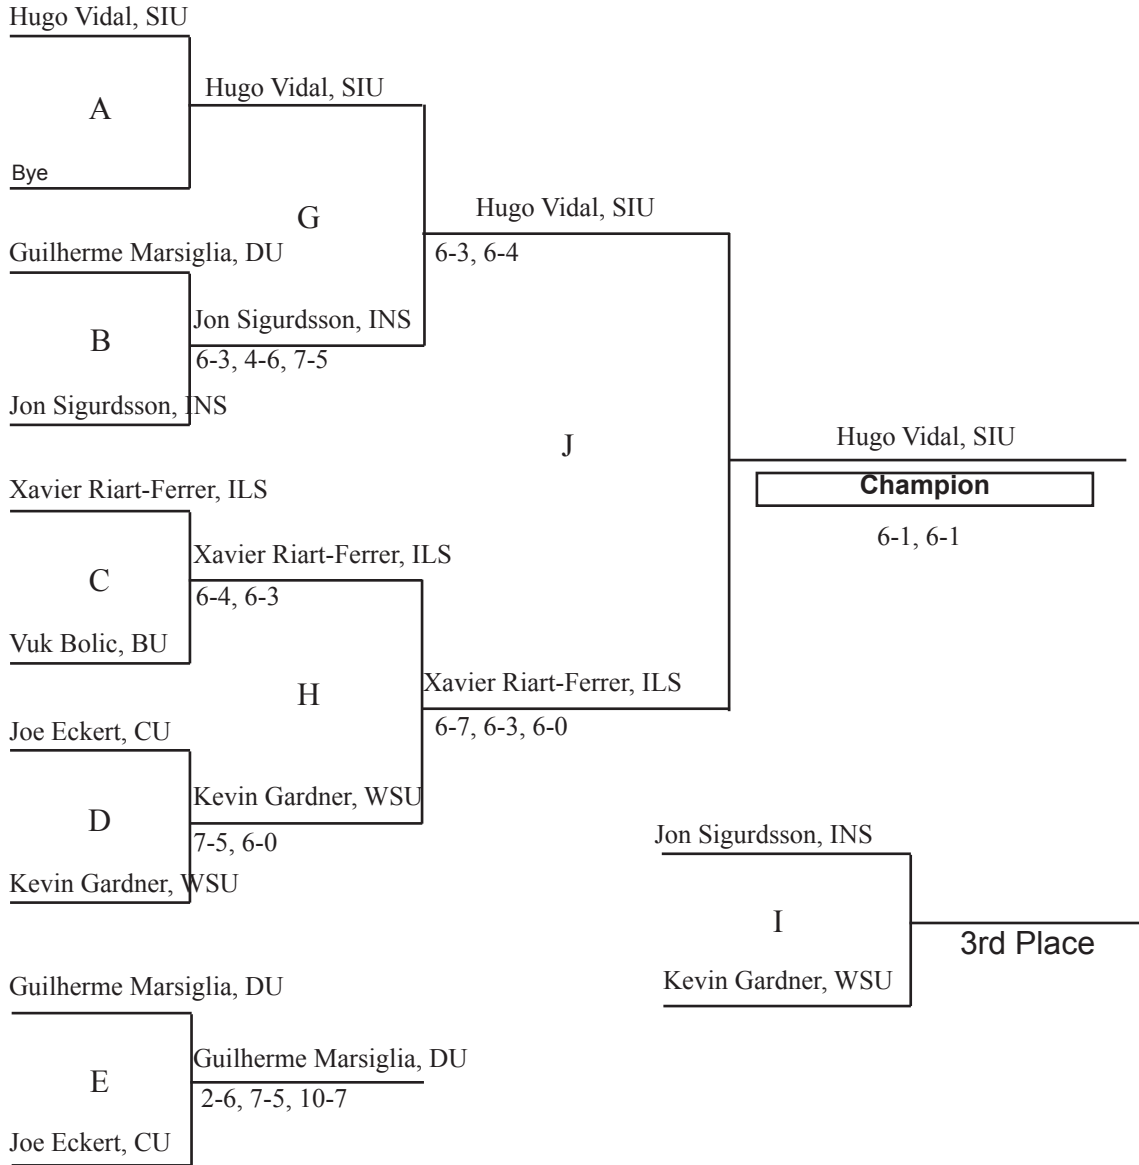 Hugo Vidal, SIU
Hugo Vidal, SIU
A
Bye
Hugo Vidal, SIU
G
Guilherme Marsiglia, DU
6-3, 6-4
Jon Sigurdsson, INS
B
6-3, 4-6, 7-5
Jon Sigurdsson, INS
Hugo Vidal, SIU
J
Champion
Xavier Riart-Ferrer, ILS
6-1, 6-1
Xavier Riart-Ferrer, ILS
C
6-4, 6-3
Vuk Bolic, BU
Xavier Riart-Ferrer, ILS
H
6-7, 6-3, 6-0
Joe Eckert, CU
Kevin Gardner, WSU
D
7-5, 6-0
Kevin Gardner, WSU
Jon Sigurdsson, INS
I
3rd Place
Kevin Gardner, WSU
Guilherme Marsiglia, DU
Guilherme Marsiglia, DU
E
2-6, 7-5, 10-7
Joe Eckert, CU